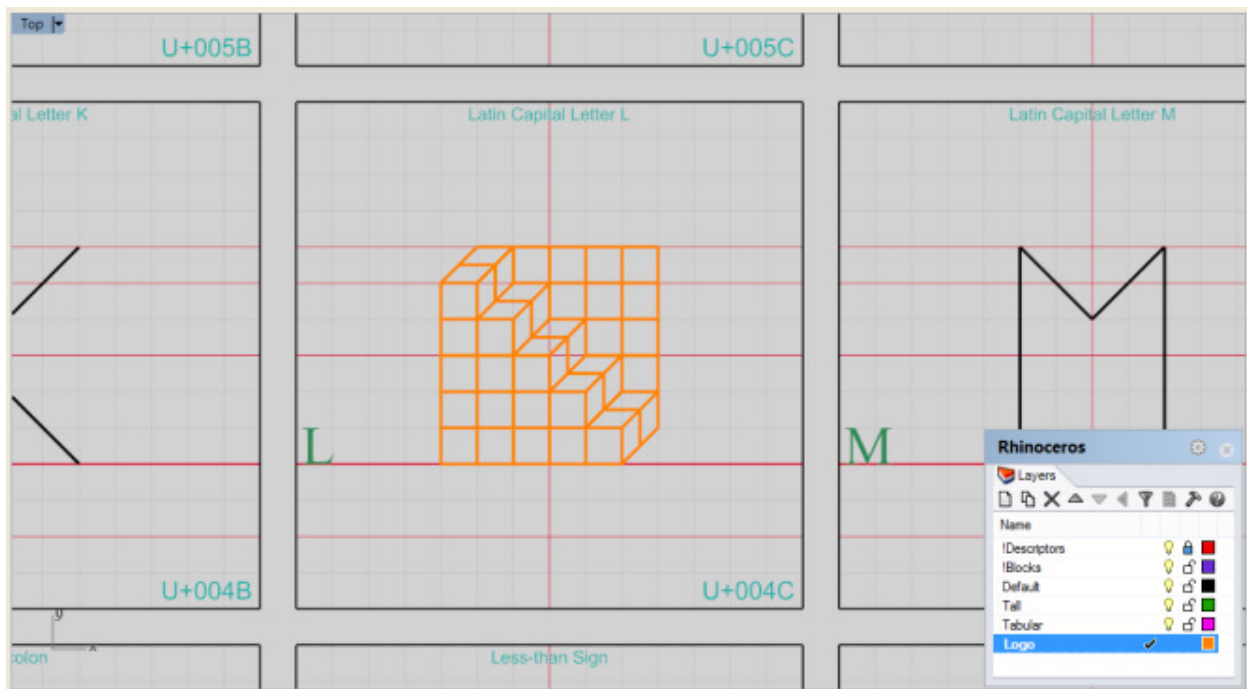 Top
U+005B
U+005C
al Letter K
Latin Capital Letter L
Latin Capital Letter M
L
M
U+004B
U+004C
y
x
colon
Less-than Sign
Rhinoceros
Layers
Name
!Descriptors
!Blocks
Default
Tall
Tabular
Logo